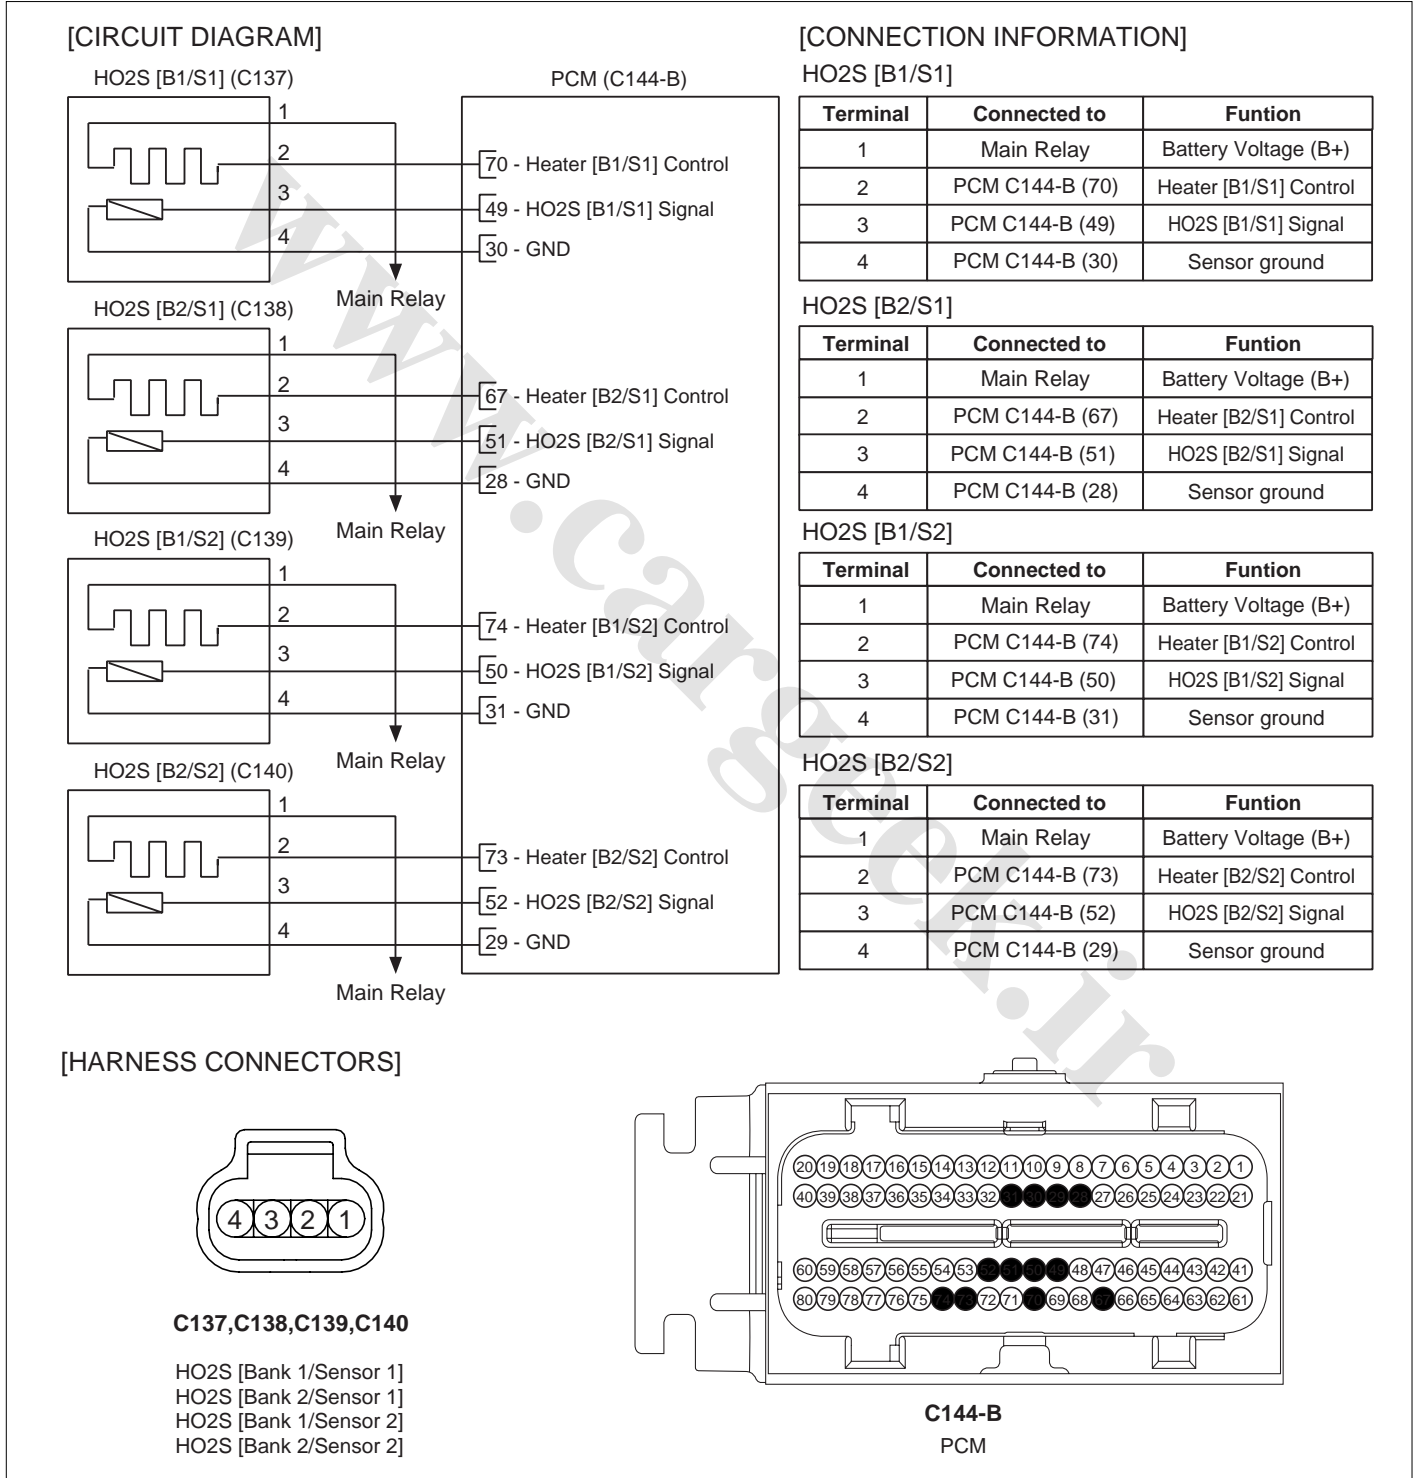 [CIRCUIT DIAGRAM]
HO2S [B1/S1] (C137)
PCM (C144-B)
1
2
3
4
70 - Heater [B1/S1] Control
49 - HO2S [B1/S1] Signal
30 - GND
Main Relay
HO2S [B2/S1] (C138)
1
2
3
4
67 - Heater [B2/S1] Control
51 - HO2S [B2/S1] Signal
28 - GND
Main Relay
HO2S [B1/S2] (C139)
1
2
3
4
74 - Heater [B1/S2] Control
50 - HO2S [B1/S2] Signal
31 - GND
Main Relay
HO2S [B2/S2] (C140)
1
2
3
4
73 - Heater [B2/S2] Control
52 - HO2S [B2/S2] Signal
29 - GND
Main Relay
[CONNECTION INFORMATION]
HO2S [B1/S1]
Terminal Connected to Funtion
1 Main Relay Battery Voltage (B+)
2 PCM C144-B (70) Heater [B1/S1] Control
3 PCM C144-B (49) HO2S [B1/S1] Signal
4 PCM C144-B (30) Sensor ground
HO2S [B2/S1]
Terminal Connected to Funtion
1 Main Relay Battery Voltage (B+)
2 PCM C144-B (67) Heater [B2/S1] Control
3 PCM C144-B (51) HO2S [B2/S1] Signal
4 PCM C144-B (28) Sensor ground
HO2S [B1/S2]
Terminal Connected to Funtion
1 Main Relay Battery Voltage (B+)
2 PCM C144-B (74) Heater [B1/S2] Control
3 PCM C144-B (50) HO2S [B1/S2] Signal
4 PCM C144-B (31) Sensor ground
HO2S [B2/S2]
Terminal Connected to Funtion
1 Main Relay Battery Voltage (B+)
2 PCM C144-B (73) Heater [B2/S2] Control
3 PCM C144-B (52) HO2S [B2/S2] Signal
4 PCM C144-B (29) Sensor ground
www.cargeek.ir
[HARNESS CONNECTORS]
4 3 2 1
C137,C138,C139,C140
HO2S [Bank 1/Sensor 1]
HO2S [Bank 2/Sensor 1]
HO2S [Bank 1/Sensor 2]
HO2S [Bank 2/Sensor 2]
20 19 18 17 16 15 14 13 12 11 10 9 8 7 6 5 4 3 2 1
40 39 38 37 36 35 34 33 32 31 30 29 28 27 26 25 24 23 22 21
60 59 58 57 56 55 54 53 52 51 50 49 48 47 46 45 44 43 42 41
80 79 78 77 76 75 74 73 72 71 70 69 68 67 66 65 64 63 62 61
C144-B
PCM